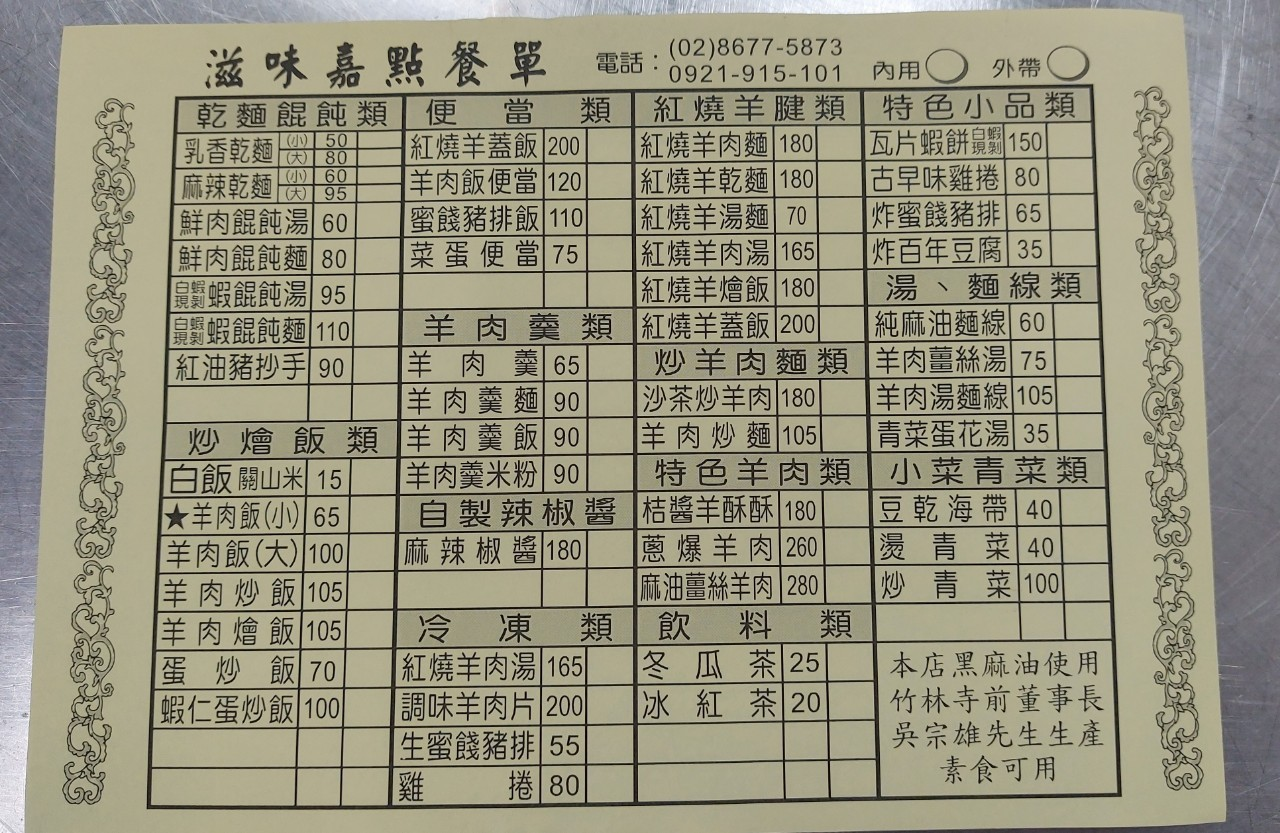 滋味嘉點餐單
電話：(02)8677-5873
0921-915-101
內用
外帶
乾麵餛飩類
乳香乾麵 (小) 50
(大) 80
麻辣乾麵 (小) 60
(大) 95
鮮肉餛飩湯 60
鮮肉餛飩麵 80
白蝦現剝 蝦餛飩湯 95
白蝦現剝 蝦餛飩麵 110
紅油豬抄手 90
炒燴飯類
白飯 關山米 15
★羊肉飯(小) 65
羊肉飯(大) 100
羊肉炒飯 105
羊肉燴飯 105
蛋炒飯 70
蝦仁蛋炒飯 100
便當類
紅燒羊蓋飯 200
羊肉飯便當 120
蜜餞豬排飯 110
菜蛋便當 75
羊肉羹類
羊肉羹 65
羊肉羹麵 90
羊肉羹飯 90
羊肉羹米粉 90
自製辣椒醬
麻辣椒醬 180
冷凍類
紅燒羊肉湯 165
調味羊肉片 200
生蜜餞豬排 55
雞捲 80
紅燒羊腱類
紅燒羊肉麵 180
紅燒羊乾麵 180
紅燒羊湯麵 70
紅燒羊肉湯 165
紅燒羊燴飯 180
紅燒羊蓋飯 200
炒羊肉麵類
沙茶炒羊肉 180
羊肉炒麵 105
特色羊肉類
桔醬羊酥酥 180
蔥爆羊肉 260
麻油薑絲羊肉 280
飲料類
冬瓜茶 25
冰紅茶 20
特色小品類
瓦片蝦餅 白蝦現剝 150
古早味雞捲 80
炸蜜餞豬排 65
炸百年豆腐 35
湯、麵線類
純麻油麵線 60
羊肉薑絲湯 75
羊肉湯麵線 105
青菜蛋花湯 35
小菜青菜類
豆乾海帶 40
燙青菜 40
炒青菜 100
本店黑麻油使用
竹林寺前董事長
吳宗雄先生生產
素食可用